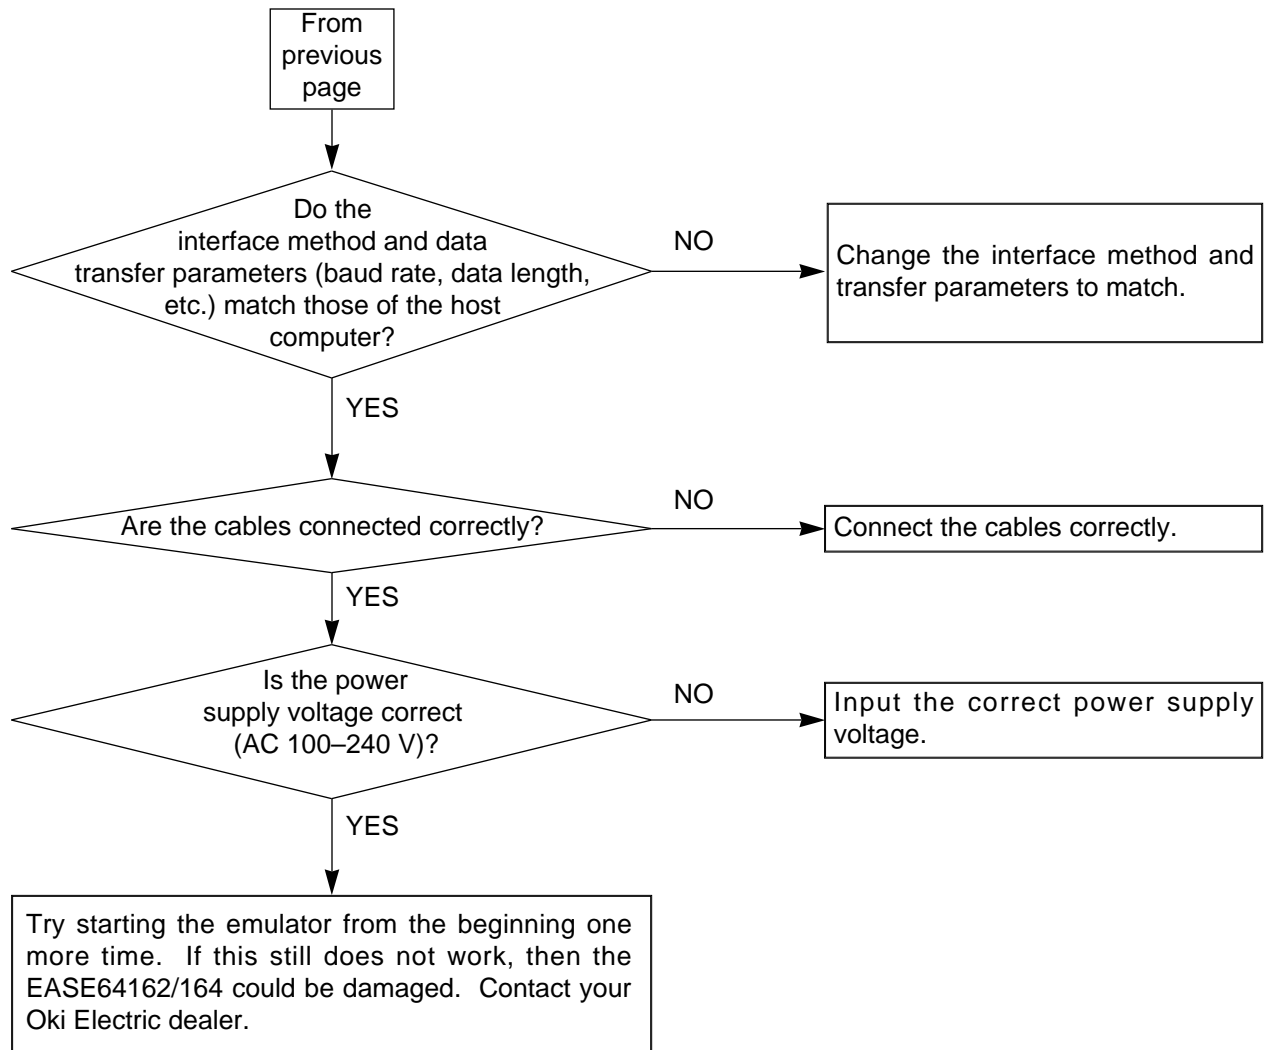 From
previous
page
Do the
interface method and data
transfer parameters (baud rate, data length,
etc.) match those of the host
computer?
NO
Change the interface method and
transfer parameters to match.
YES
Are the cables connected correctly?
NO
Connect the cables correctly.
YES
Is the power
supply voltage correct
(AC 100–240 V)?
NO
Input the correct power supply
voltage.
YES
Try starting the emulator from the beginning one
more time. If this still does not work, then the
EASE64162/164 could be damaged. Contact your
Oki Electric dealer.